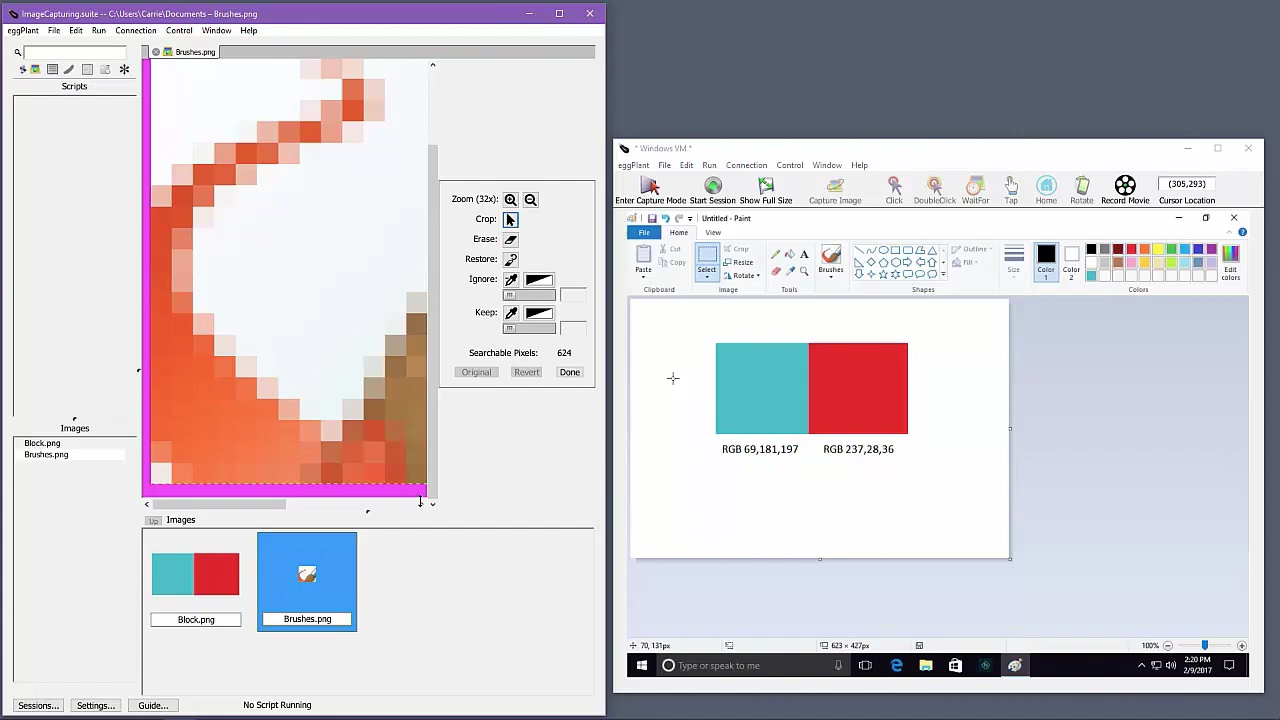 ImageCapturing.suite -- C:\Users\Carrie\Documents – Brushes.png
eggPlant File Edit Run Connection Control Window Help
Brushes.png
Scripts
Zoom (32x):
Crop:
Erase:
Restore:
Ignore:
Keep:
Searchable Pixels: 624
Original Revert Done
Images
Block.png
Brushes.png
Up Images
Block.png
Brushes.png
Sessions... Settings... Guide... No Script Running
* Windows VM *
eggPlant File Edit Run Connection Control Window Help
(305,293)
Enter Capture Mode Start Session Show Full Size Capture Image Click DoubleClick WaitFor Tap Home Rotate Record Movie Cursor Location
Untitled - Paint
File Home View
Paste
Cut
Copy
Select
Crop
Resize
Rotate
A
Brushes
Outline
Fill
Size
Color 1
Color 2
Edit colors
Clipboard Image Tools Shapes Colors
RGB 69,181,197 RGB 237,28,36
70, 131px 623 × 427px 100%
Type or speak to me
2:20 PM
2/9/2017